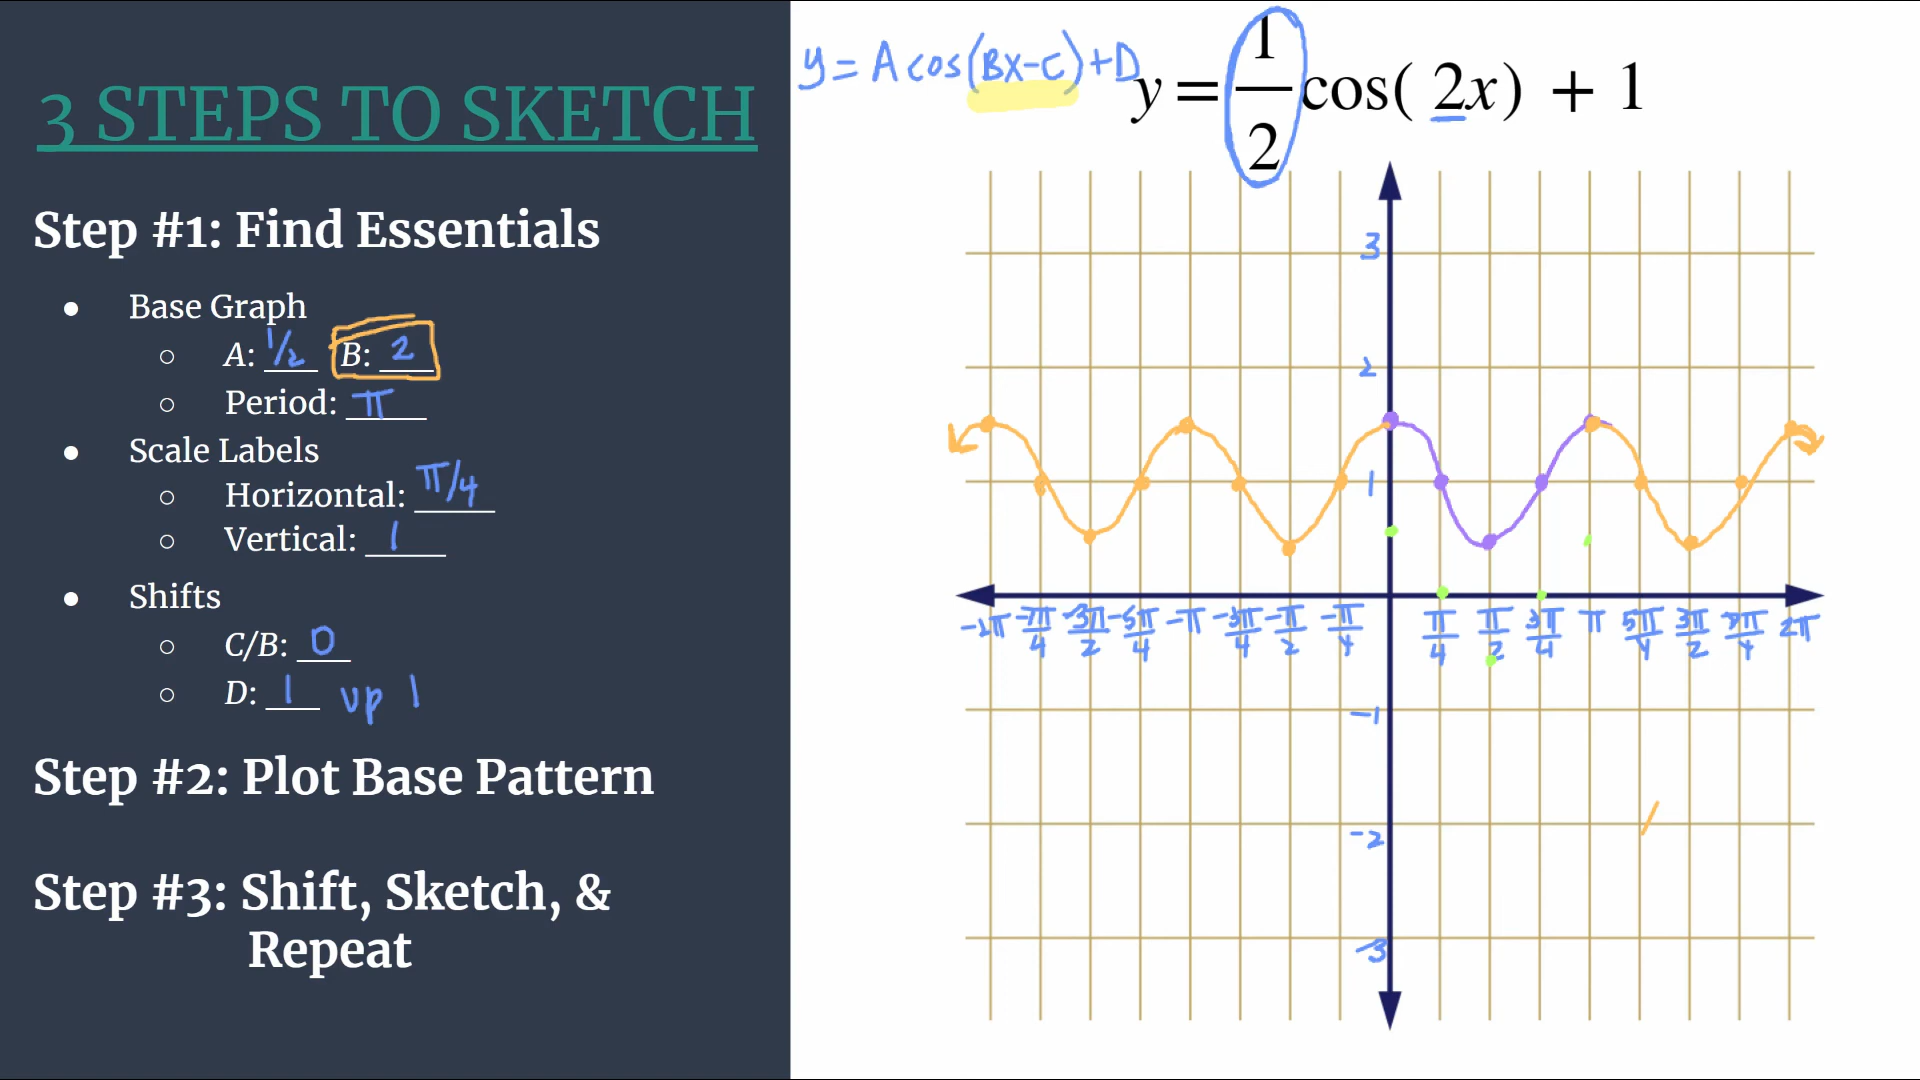 3 STEPS TO SKETCH
Step #1: Find Essentials
● Base Graph
○ A: 1/2 B: 2
○ Period: π
● Scale Labels
○ Horizontal: π/4
○ Vertical: 1
● Shifts
○ C/B: 0
○ D: 1 up 1
Step #2: Plot Base Pattern
Step #3: Shift, Sketch, &
Repeat
y = A cos(Bx-C)+D
y = 1/2 cos( 2x) + 1
3
2
1
-2π -7π/4 -3π/2 -5π/4 -π -3π/4 -π/2 -π/4 π/4 π/2 3π/4 π 5π/4 3π/2 7π/4 2π
-1
-2
-3